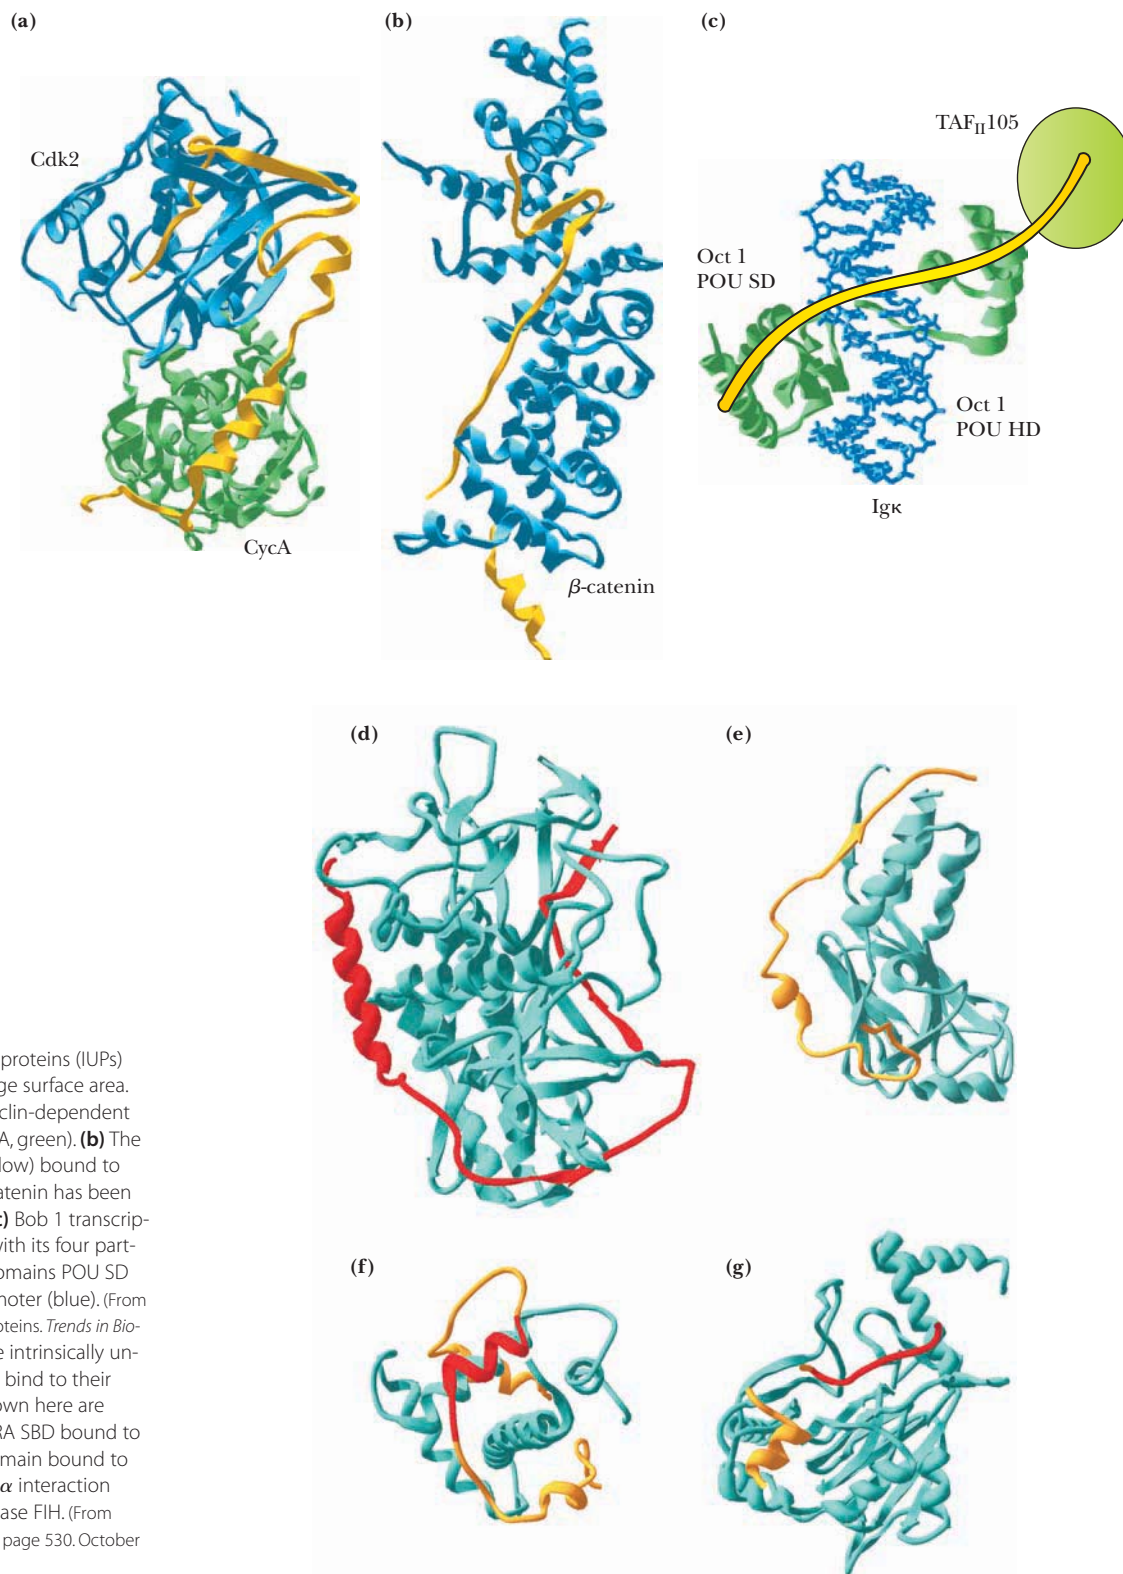 (a)
(b)
(c)
Cdk2
CycA
β-catenin
TAF_II105
Oct 1
POU SD
Oct 1
POU HD
Igκ
(d)
(e)
(f)
(g)
proteins (IUPs)
ge surface area.
clin-dependent
A, green). (b) The
low) bound to
atenin has been
c) Bob 1 transcrip-
with its four part-
omains POU SD
moter (blue). (From
roteins. Trends in Bio-
e intrinsically un-
bind to their
own here are
RA SBD bound to
main bound to
α interaction
ase FIH. (From
page 530. October